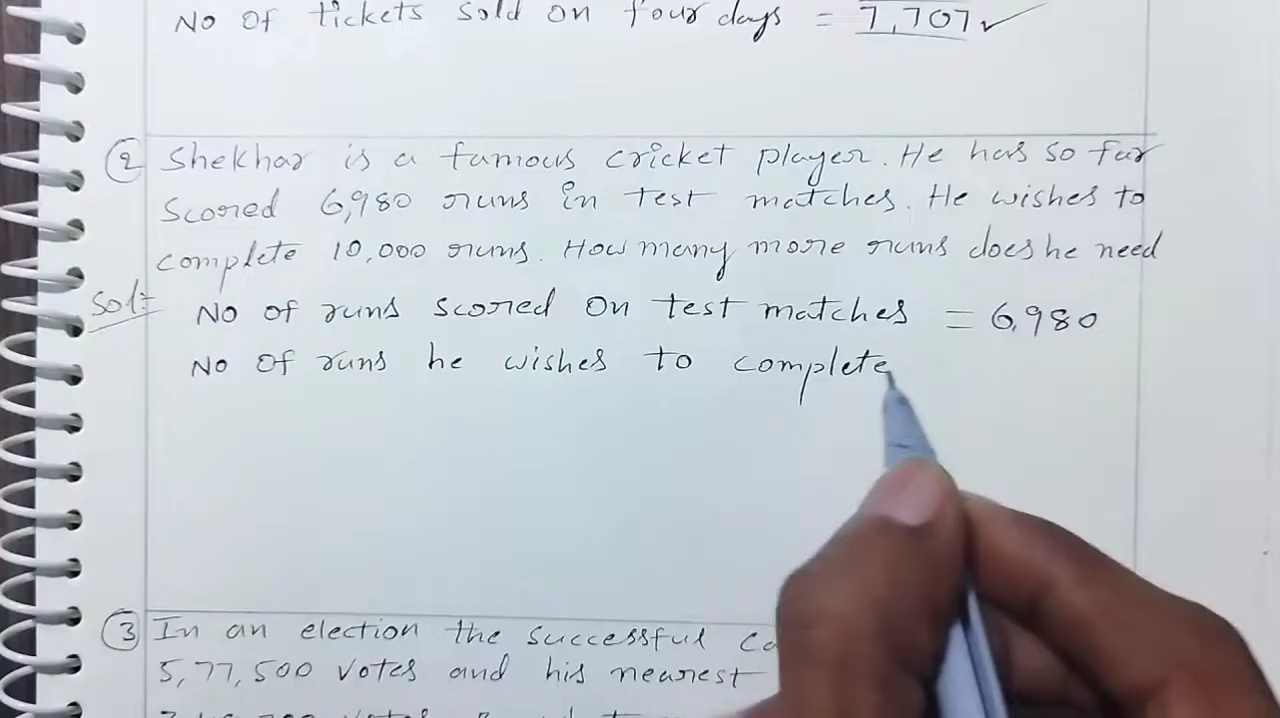 No of tickets sold on four days = 7,707 ✓
② Shekhar is a famous cricket player. He has so far
scored 6,980 runs in test matches. He wishes to
complete 10,000 runs. How many more runs does he need
Sol:- No of runs scored on test matches = 6,980
No of runs he wishes to complete
③ In an election the successful
5,77,500 votes and his nearest
votes